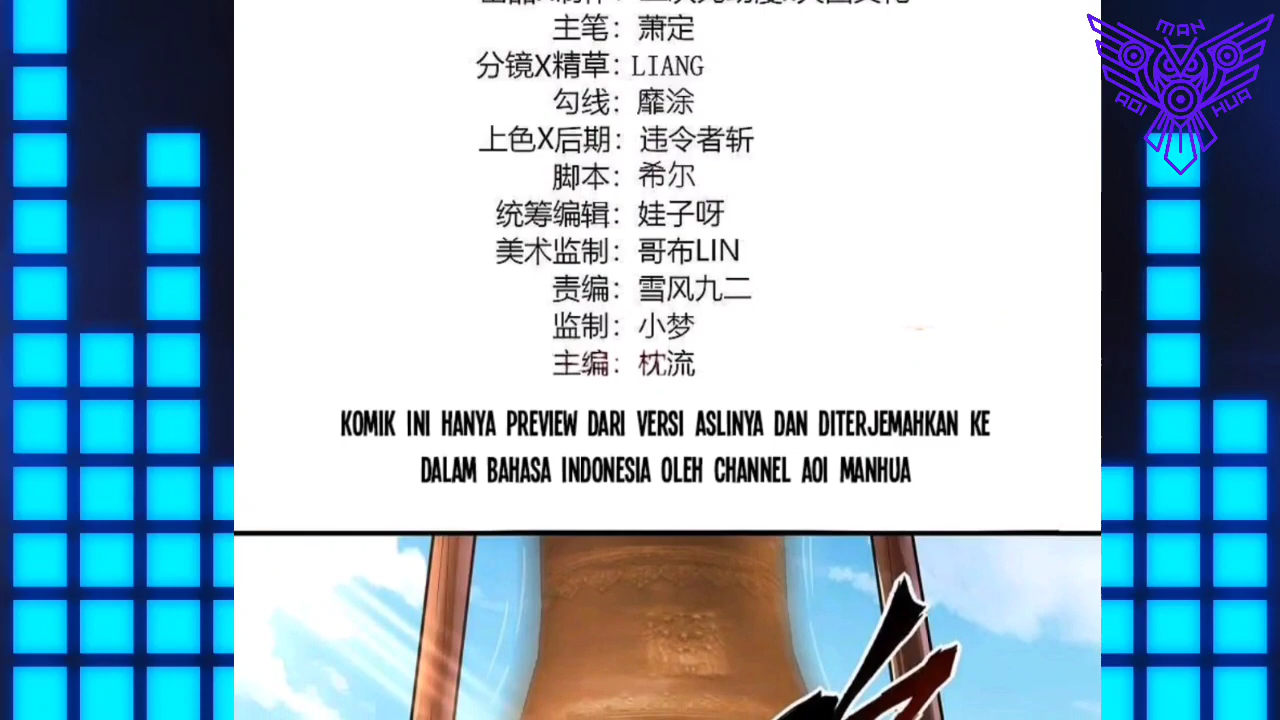 主笔：萧定
分镜X精草：LIANG
勾线：靡涂
上色X后期：违令者斩
脚本：希尔
统筹编辑：娃子呀
美术监制：哥布LIN
责编：雪风九二
监制：小梦
主编：枕流
KOMIK INI HANYA PREVIEW DARI VERSI ASLINYA DAN DITERJEMAHKAN KE
DALAM BAHASA INDONESIA OLEH CHANNEL AOI MANHUA
MAN
AOI HUA